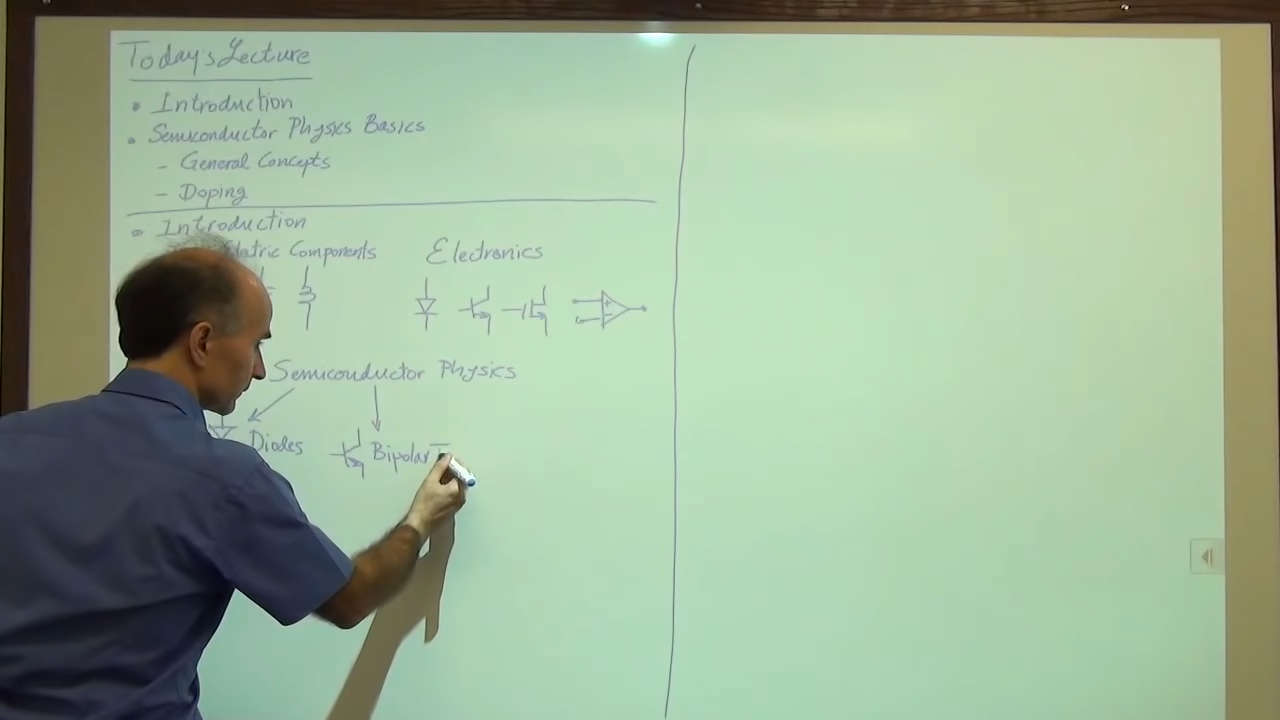 Today's Lecture
• Introduction
• Semiconductor Physics Basics
– General Concepts
– Doping
• Introduction
Components Electronics
Semiconductor Physics
Diodes Bipolar T